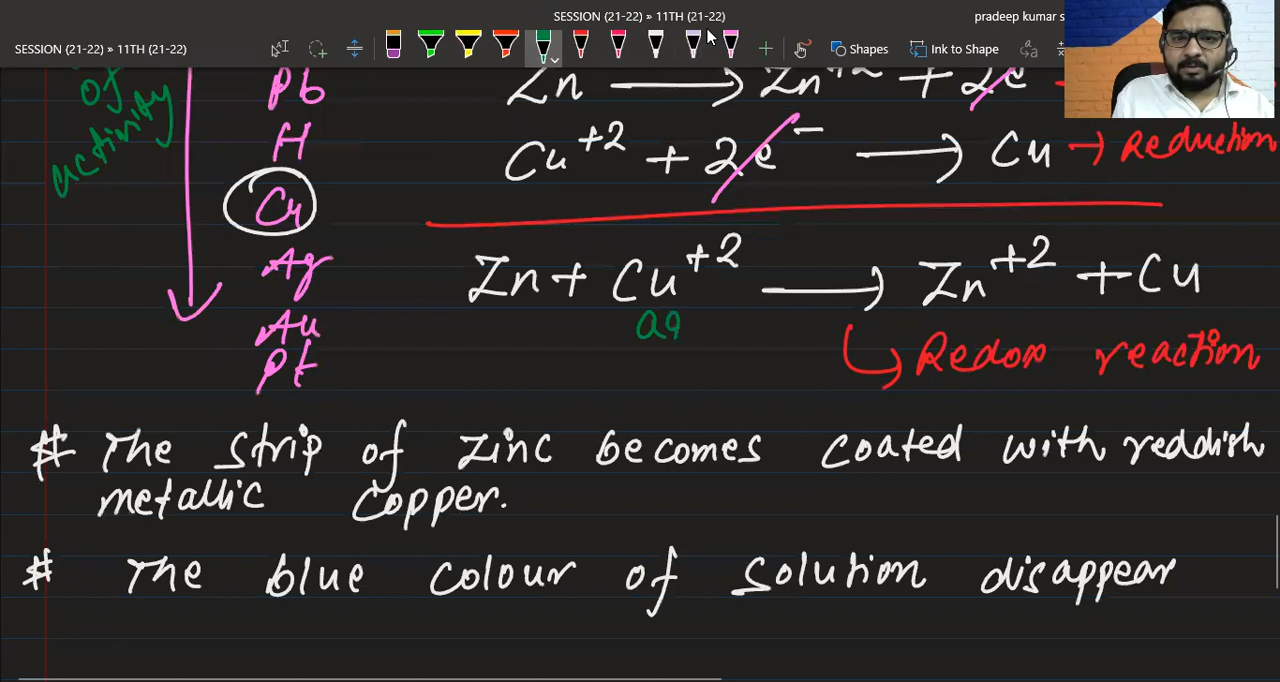 SESSION (21-22) » 11TH (21-22)
pradeep kumar s
SESSION (21-22) » 11TH (21-22)
Shapes
Ink to Shape
of
activity
Pb
H
Cu
Ag
Au
Pt
Zn ⟶ Zn+2 + 2e
Cu+2 + 2e− ⟶ Cu → Reduction
Zn + Cu+2 ⟶ Zn+2 + Cu
aq
↳ Redox reaction
# The strip of zinc becomes coated with reddish
metallic copper.
# The blue colour of solution disappear